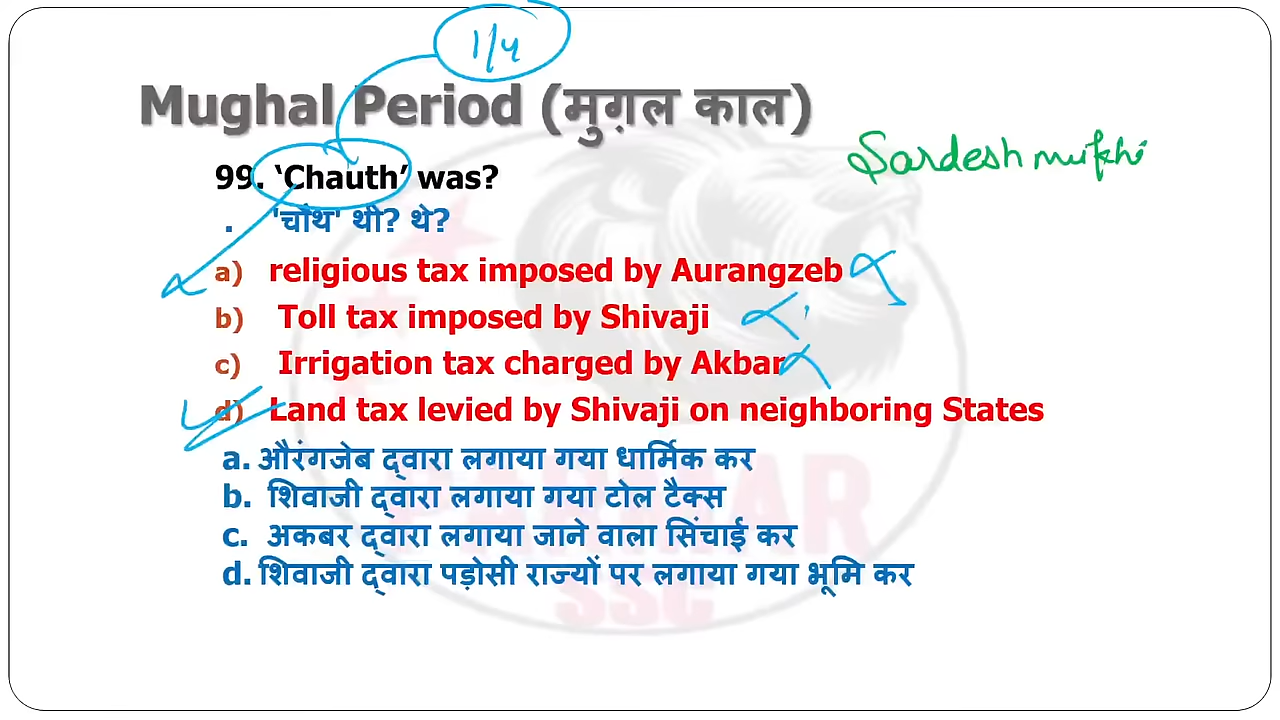 1/4
Mughal Period (मुग़ल काल)
Sardeshmukhi
99. ‘Chauth’ was?
. 'चौथ' थी? थे?
a) religious tax imposed by Aurangzeb
b) Toll tax imposed by Shivaji
c) Irrigation tax charged by Akbar
d) Land tax levied by Shivaji on neighboring States
a. औरंगजेब द्वारा लगाया गया धार्मिक कर
b. शिवाजी द्वारा लगाया गया टोल टैक्स
c. अकबर द्वारा लगाया जाने वाला सिंचाई कर
d. शिवाजी द्वारा पड़ोसी राज्यों पर लगाया गया भूमि कर
PARMAR
SSC